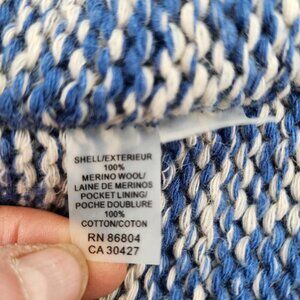 SHELL/EXTERIEUR
100%
MERINO WOOL/
LAINE DE MERINOS
POCKET LINING/
POCHE DOUBLURE
100%
COTTON/COTON
RN 86804
CA 30427